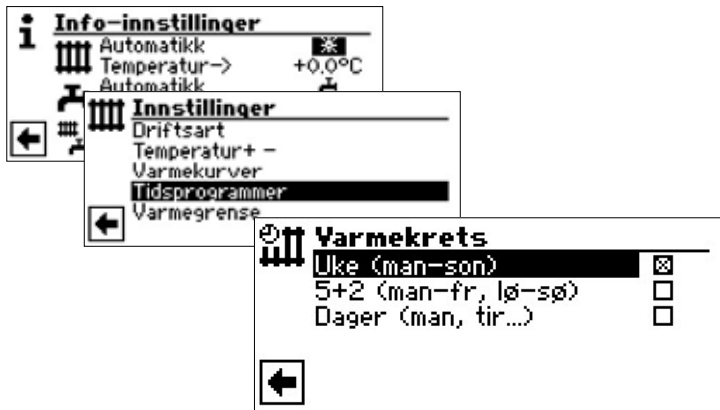 Info-innstillinger
Automatikk
Temperatur-> +0.0°C
Automatikk
Innstillinger
Driftsart
Temperatur+ -
Varmekurver
Tidsprogrammer
Varmegrense
Varmekrets
Uke (man-son)
5+2 (man-fr, lø-sø)
Dager (man, tir...)